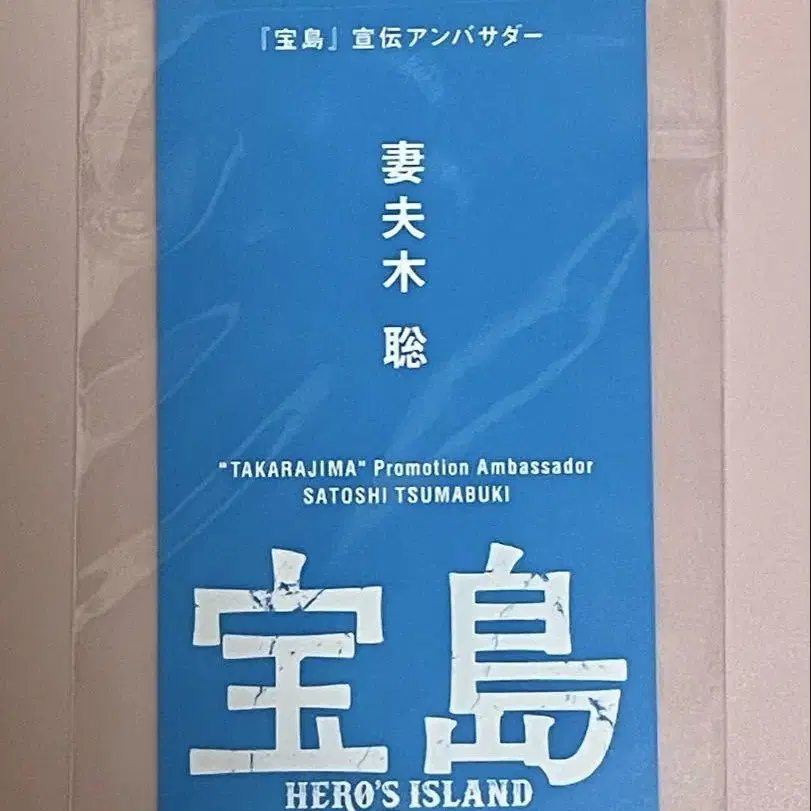 『宝島』宣伝アンバサダー
妻夫木 聡
"TAKARAJIMA" Promotion Ambassador
SATOSHI TSUMABUKI
宝島
HERO'S ISLAND